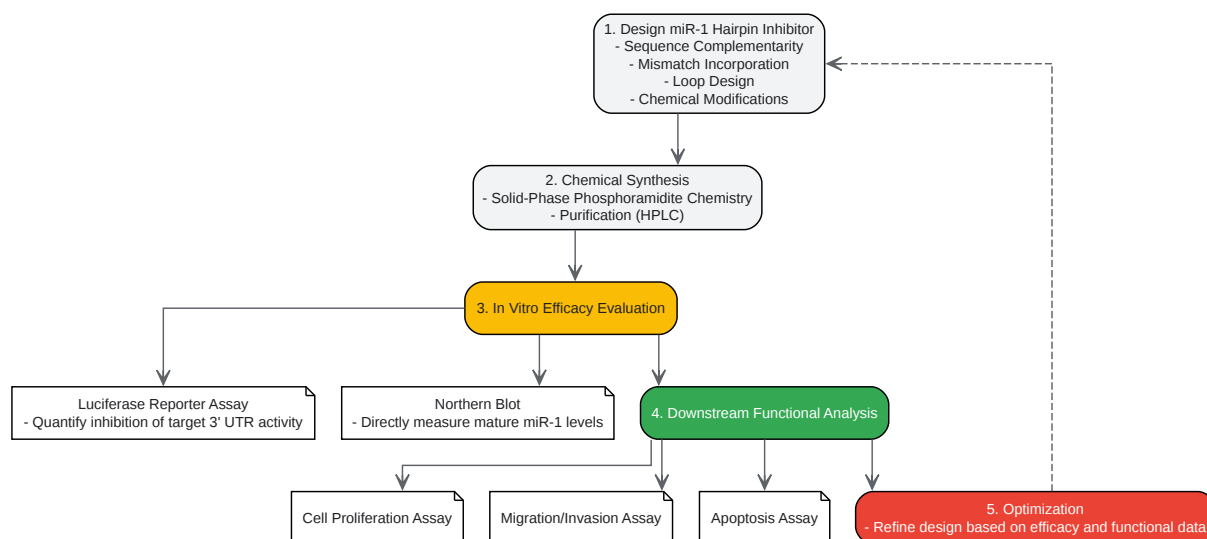 1. Design miR-1 Hairpin Inhibitor
- Sequence Complementarity
- Mismatch Incorporation
- Loop Design
- Chemical Modifications
2. Chemical Synthesis
- Solid-Phase Phosphoramidite Chemistry
- Purification (HPLC)
3. In Vitro Efficacy Evaluation
Luciferase Reporter Assay
- Quantify inhibition of target 3' UTR activity
Northern Blot
- Directly measure mature miR-1 levels
4. Downstream Functional Analysis
Cell Proliferation Assay
Migration/Invasion Assay
Apoptosis Assay
5. Optimization
- Refine design based on efficacy and functional data